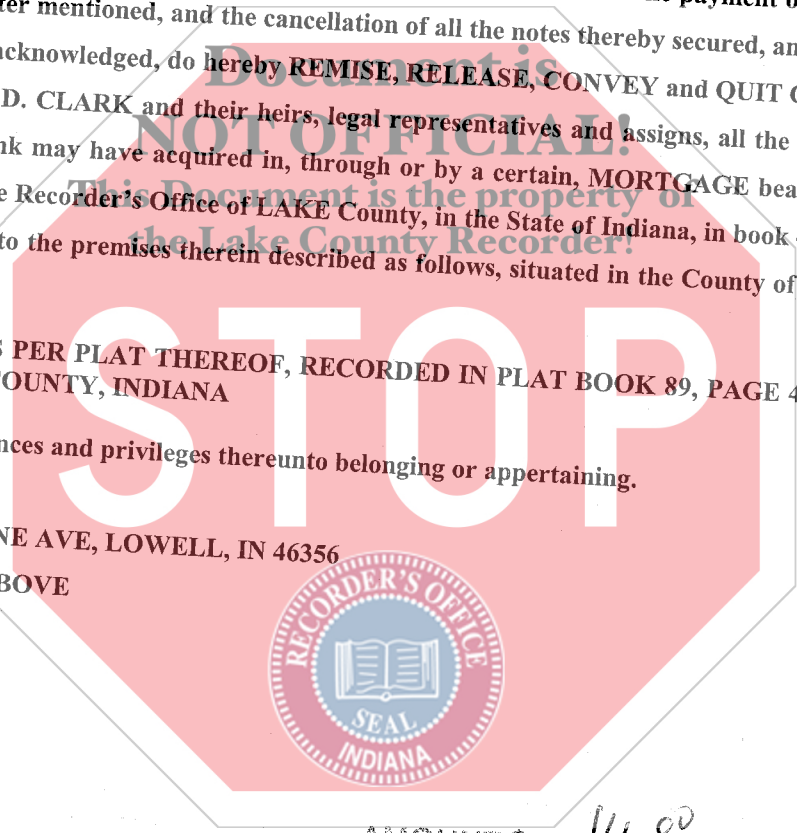 payment o
ter mentioned, and the cancellation of all the notes thereby secured, an
acknowledged, do hereby REMISE, RELEASE, CONVEY and QUIT C
D. CLARK and their heirs, legal representatives and assigns, all the
nk may have acquired in, through or by a certain, MORTGAGE bea
e Recorder's Office of LAKE County, in the State of Indiana, in book
to the premises therein described as follows, situated in the County of
Document is
NOT OFFICIAL!
This Document is the property of
the Lake County Recorder!
STOP
S PER PLAT THEREOF, RECORDED IN PLAT BOOK 89, PAGE 4
COUNTY, INDIANA
nces and privileges thereunto belonging or appertaining.
NE AVE, LOWELL, IN 46356
BOVE
RECORDER'S OFFICE
SEAL
INDIANA